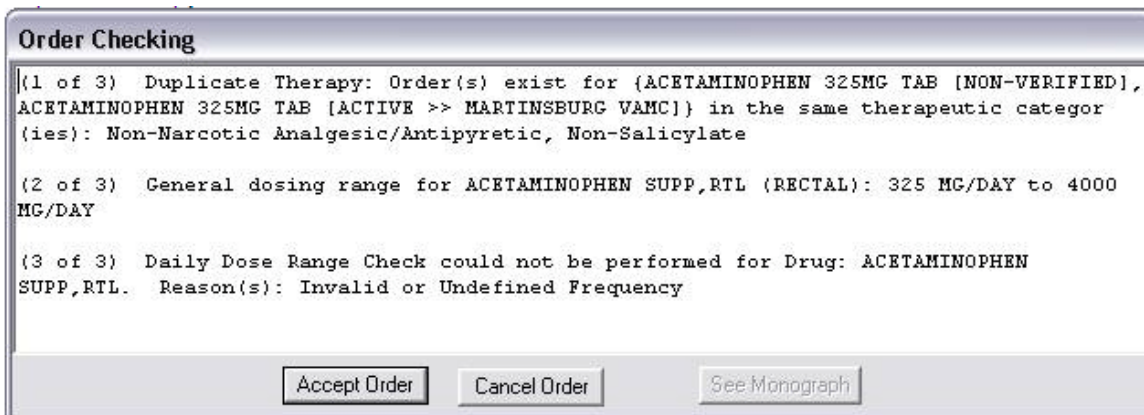 Order Checking
(1 of 3)  Duplicate Therapy: Order(s) exist for {ACETAMINOPHEN 325MG TAB [NON-VERIFIED],
ACETAMINOPHEN 325MG TAB [ACTIVE >> MARTINSBURG VAMC]} in the same therapeutic categor
(ies): Non-Narcotic Analgesic/Antipyretic, Non-Salicylate
(2 of 3)  General dosing range for ACETAMINOPHEN SUPP,RTL (RECTAL): 325 MG/DAY to 4000
MG/DAY
(3 of 3)  Daily Dose Range Check could not be performed for Drug: ACETAMINOPHEN
SUPP,RTL.  Reason(s): Invalid or Undefined Frequency
Accept Order Cancel Order See Monograph